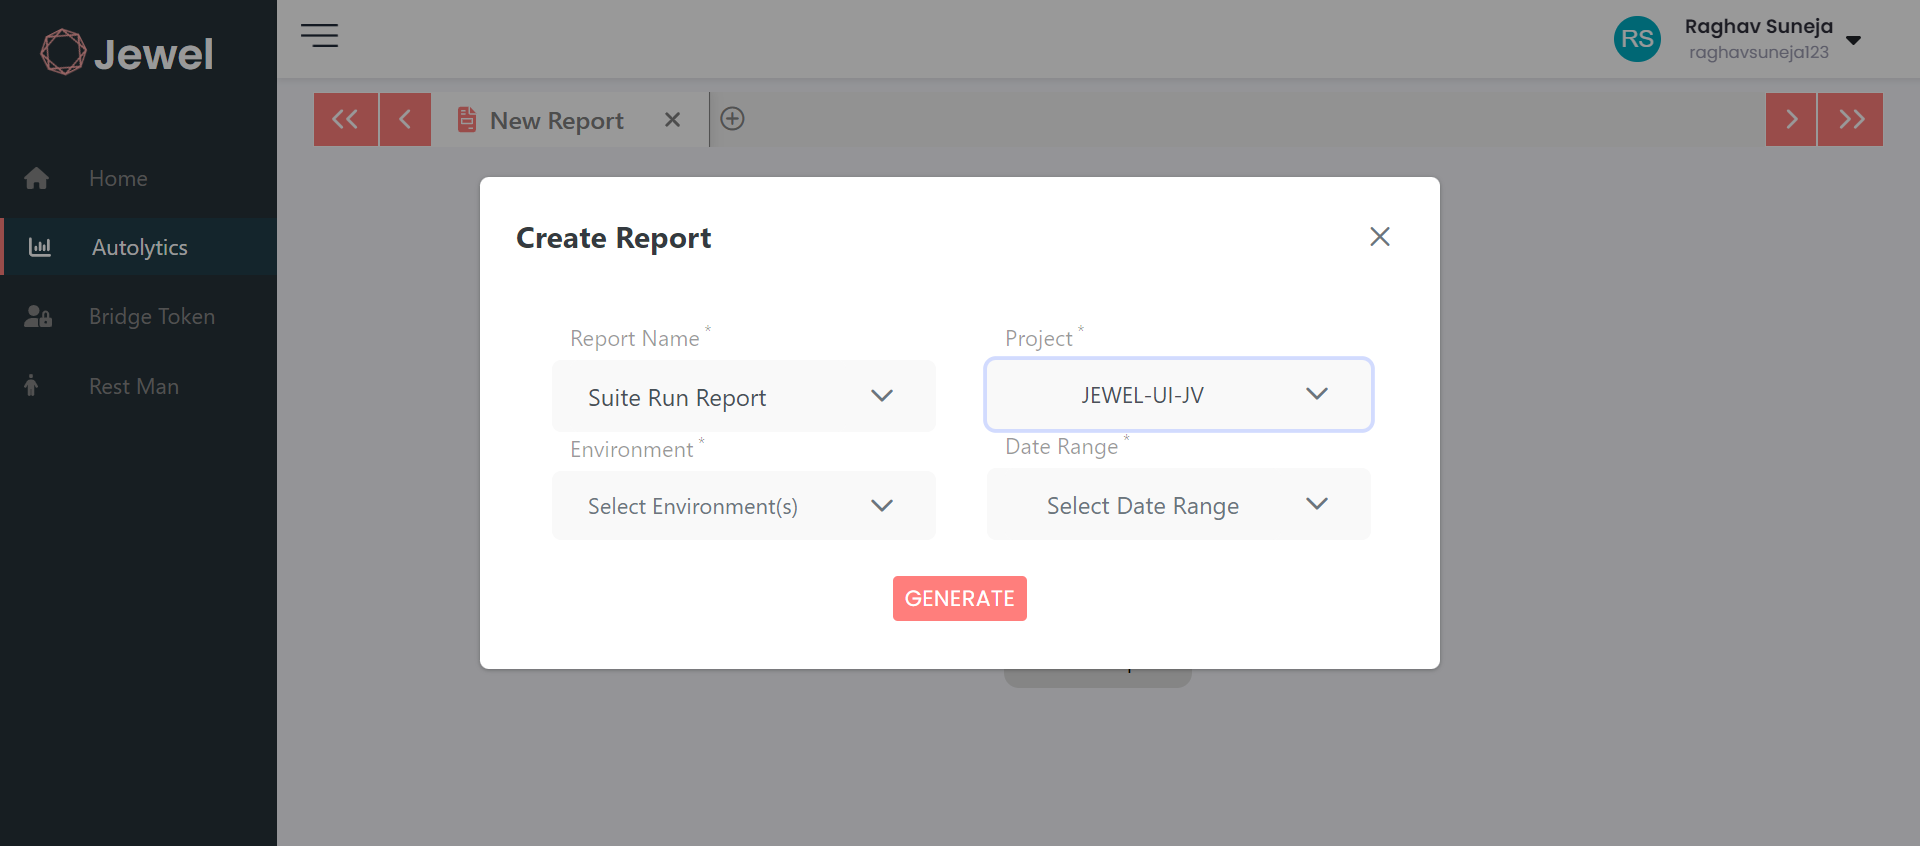 Jewel
Raghav Suneja
raghavsuneja123
RS
New Report
Home
Autolytics
Bridge Token
Rest Man
Create Report
Report Name *
Project *
Suite Run Report
JEWEL-UI-JV
Environment *
Date Range *
Select Environment(s)
Select Date Range
GENERATE